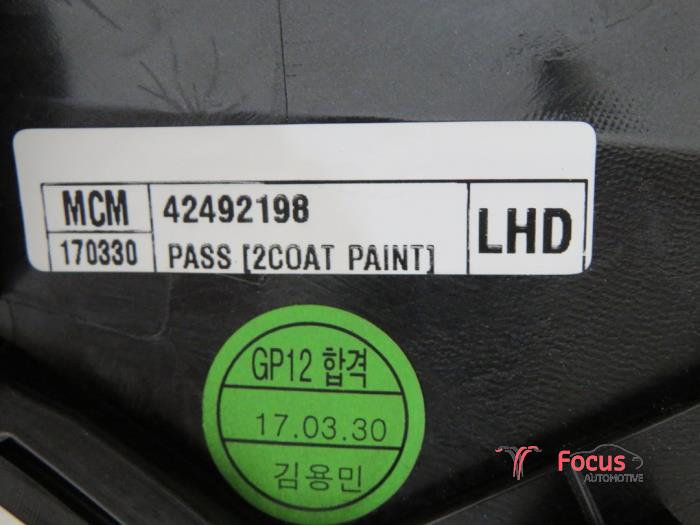 MCM 42492198 LHD
170330 PASS [2COAT PAINT]
GP12 합격
17.03.30
김용민
Focus
AUTOMOTIVE